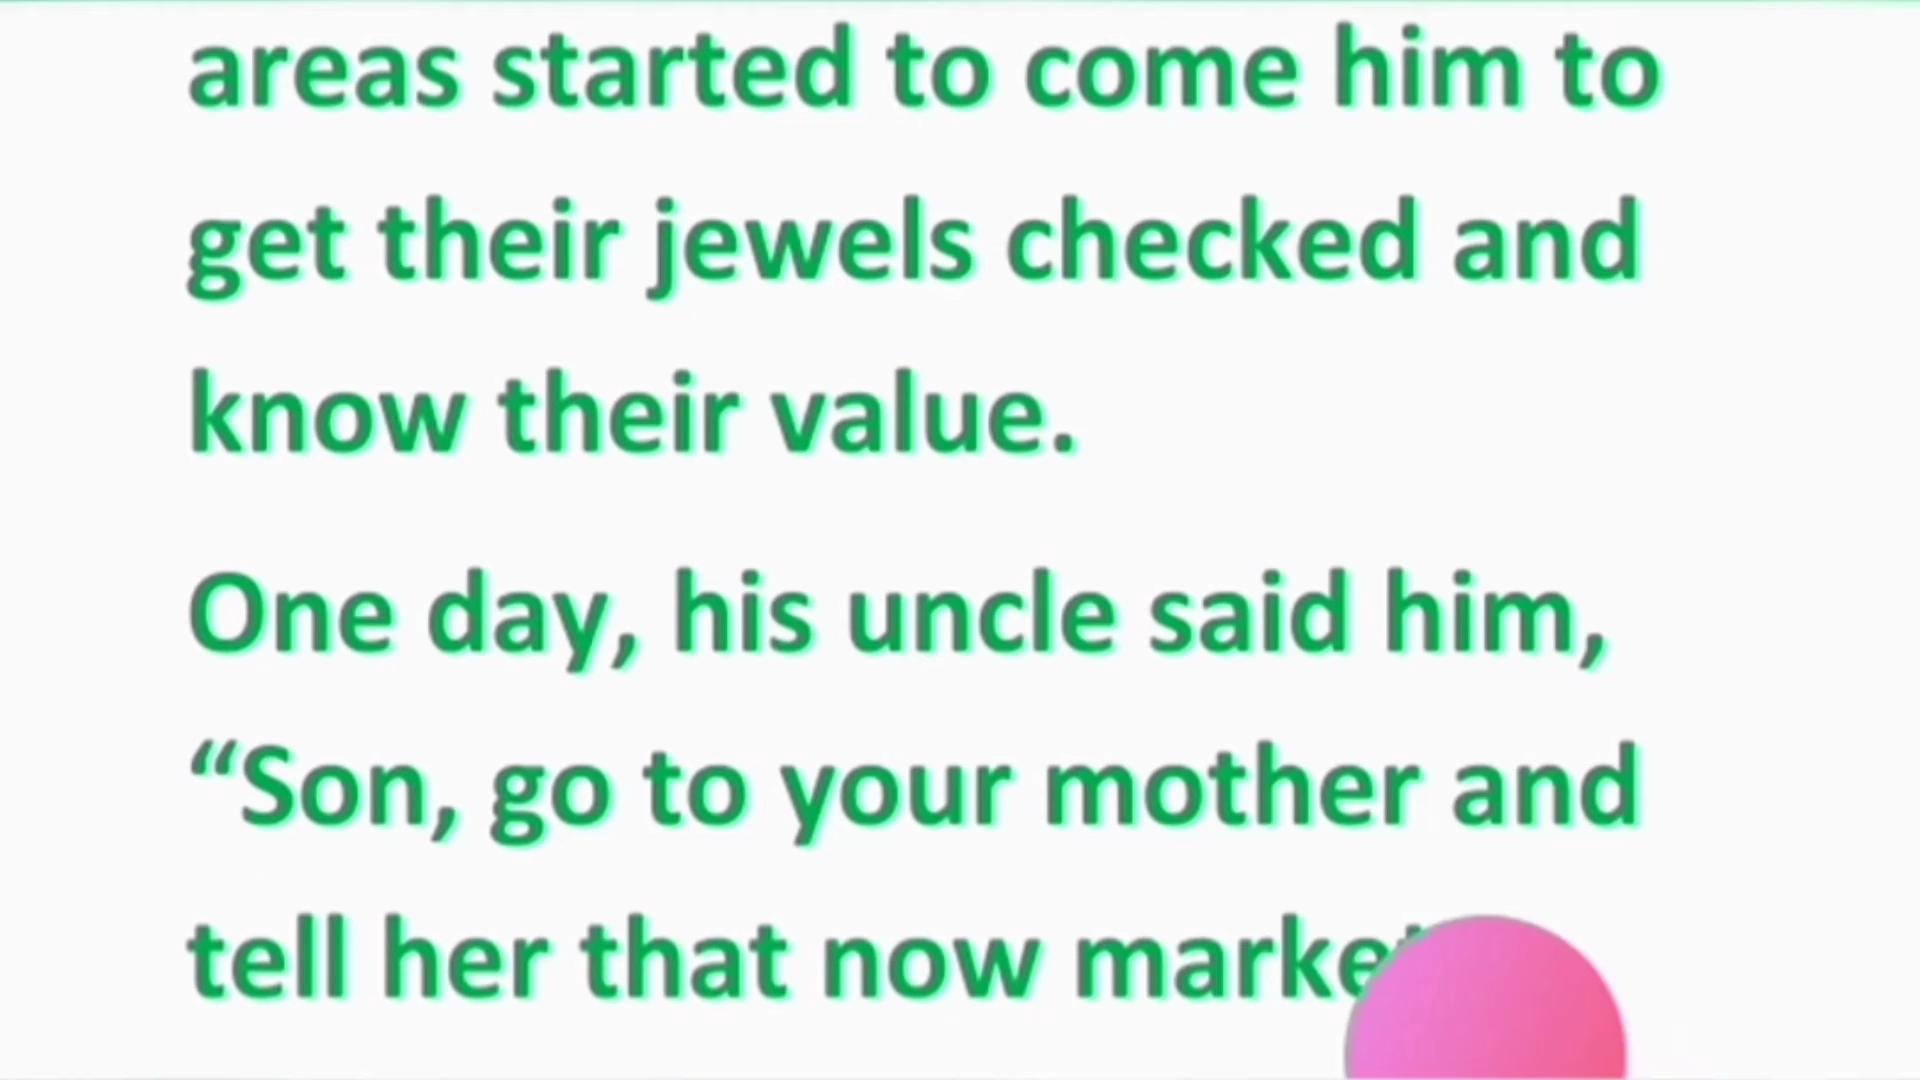 areas started to come him to
get their jewels checked and
know their value.
One day, his uncle said him,
“Son, go to your mother and
tell her that now